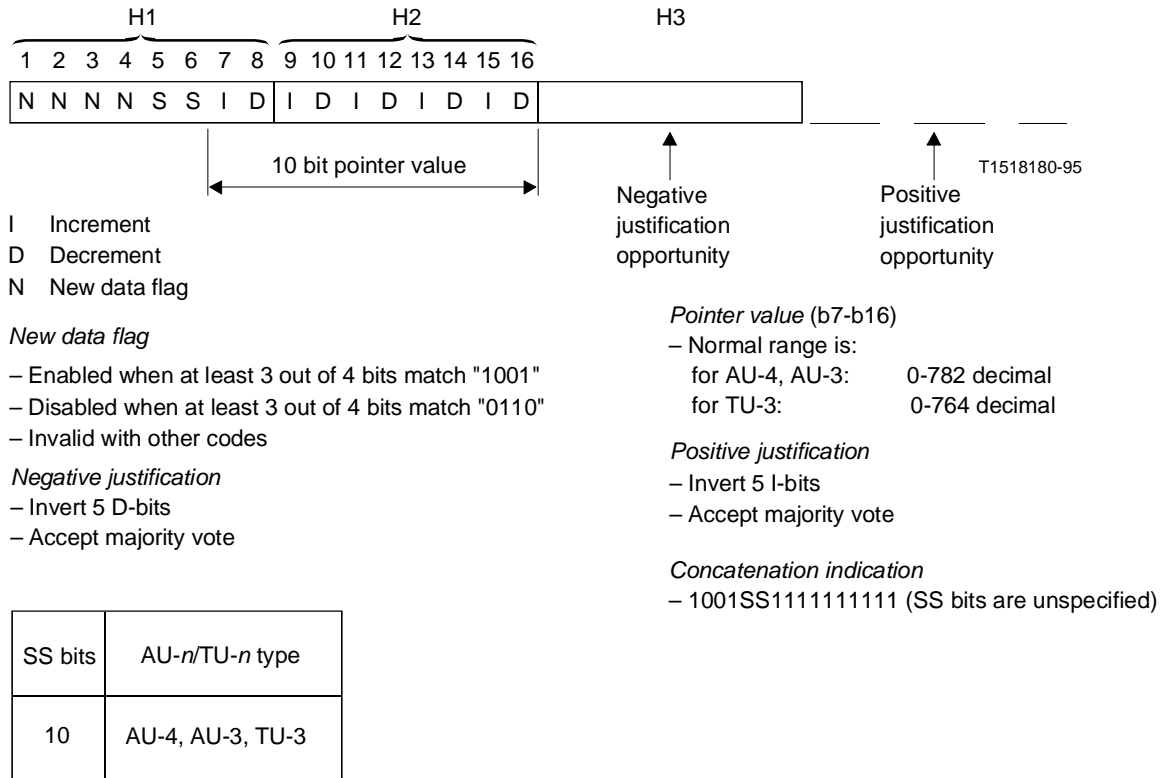 H1 H2 H3
1 2 3 4 5 6 7 8 9 10 11 12 13 14 15 16
N N N N S S I D I D I D I D I D
10 bit pointer value
T1518180-95
Negative
justification
opportunity
Positive
justification
opportunity
I Increment
D Decrement
N New data flag
New data flag
– Enabled when at least 3 out of 4 bits match "1001"
– Disabled when at least 3 out of 4 bits match "0110"
– Invalid with other codes
Negative justification
– Invert 5 D-bits
– Accept majority vote
Pointer value (b7-b16)
– Normal range is:
for AU-4, AU-3: 0-782 decimal
for TU-3: 0-764 decimal
Positive justification
– Invert 5 I-bits
– Accept majority vote
Concatenation indication
– 1001SS1111111111 (SS bits are unspecified)
SS bits AU-n/TU-n type
10 AU-4, AU-3, TU-3